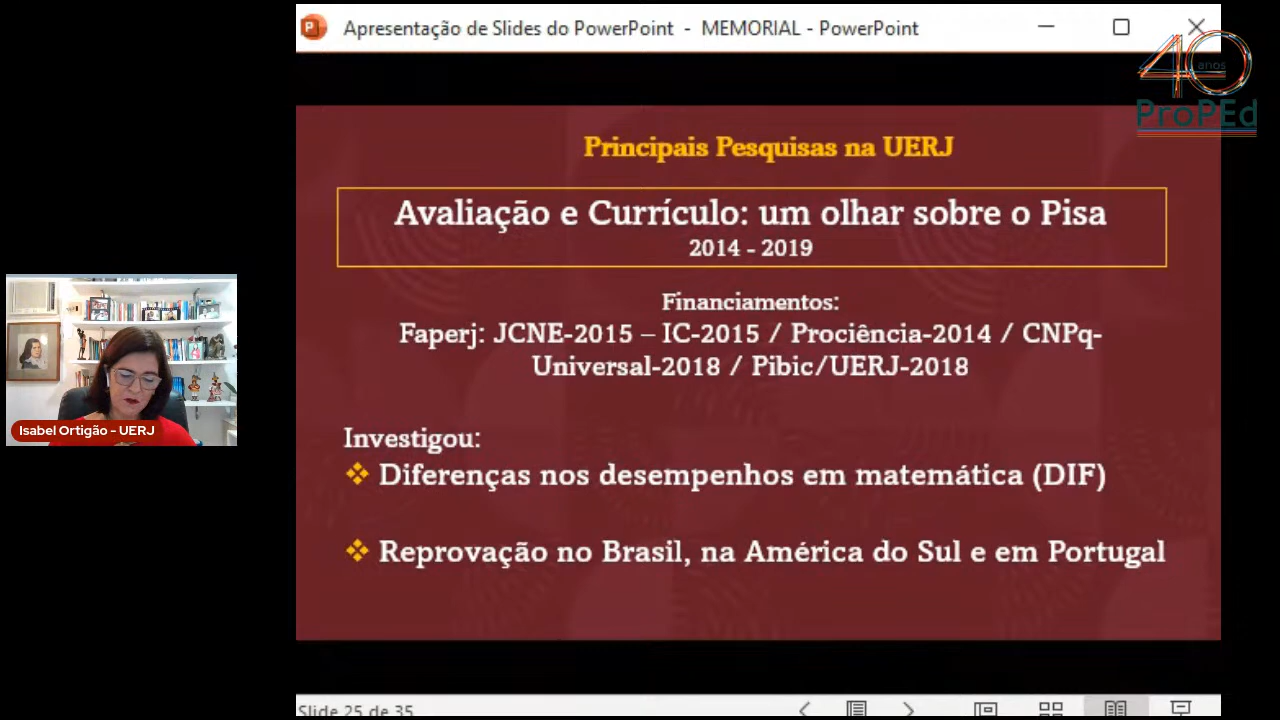 Apresentação de Slides do PowerPoint - MEMORIAL - PowerPoint
40 anos
ProPEd
Principais Pesquisas na UERJ
Avaliação e Currículo: um olhar sobre o Pisa
2014 - 2019
Financiamentos:
Faperj: JCNE-2015 – IC-2015 / Prociência-2014 / CNPq-
Universal-2018 / Pibic/UERJ-2018
Investigou:
Diferenças nos desempenhos em matemática (DIF)
Reprovação no Brasil, na América do Sul e em Portugal
Isabel Ortigão - UERJ
Slide 25 de 35